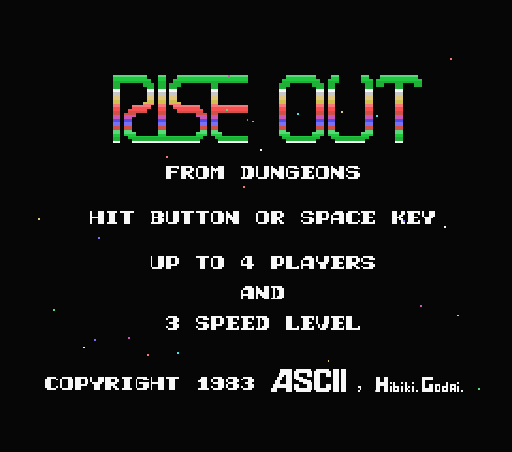 RISE OUT
FROM DUNGEONS
HIT BUTTON OR SPACE KEY
UP TO 4 PLAYERS
AND
3 SPEED LEVEL
COPYRIGHT 1983 ASCII , Hibiki.Godai.